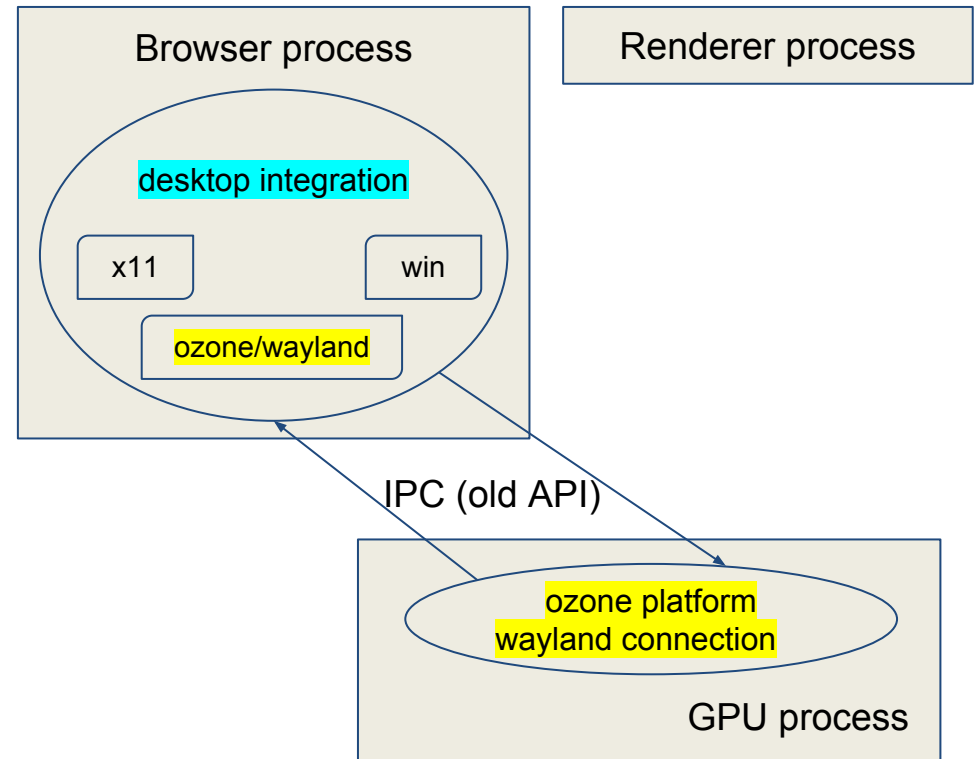 Browser process
Renderer process
desktop integration
x11
win
ozone/wayland
IPC (old API)
ozone platform
wayland connection
GPU process